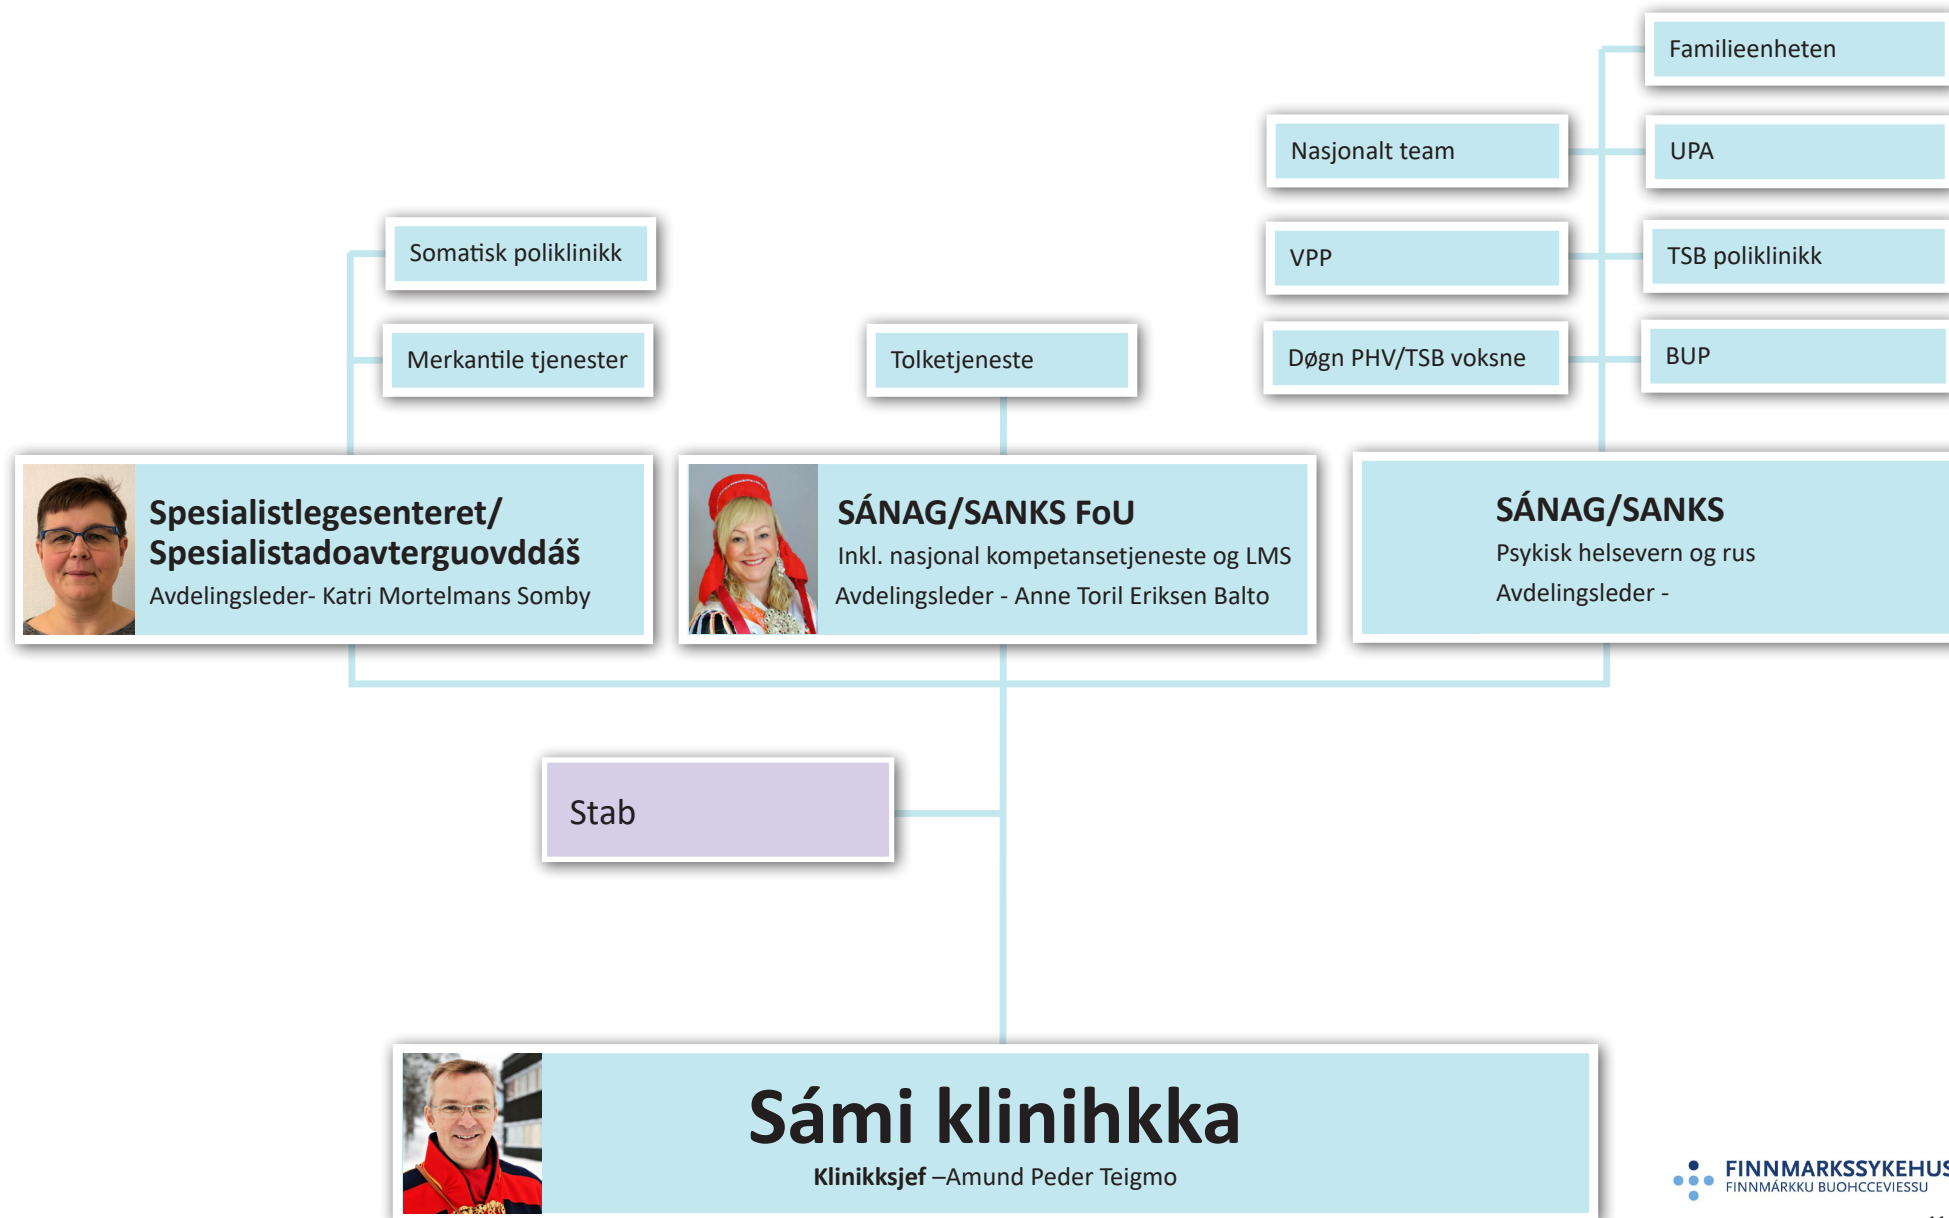 Familieenheten
Nasjonalt team
UPA
Somatisk poliklinikk
VPP
TSB poliklinikk
Merkantile tjenester
Tolketjeneste
Døgn PHV/TSB voksne
BUP
Spesialistlegesenteret/
Spesialistadoavterguovddáš
Avdelingsleder- Katri Mortelmans Somby
SÁNAG/SANKS FoU
Inkl. nasjonal kompetansetjeneste og LMS
Avdelingsleder - Anne Toril Eriksen Balto
SÁNAG/SANKS
Psykisk helsevern og rus
Avdelingsleder -
Stab
Sámi klinihkka
Klinikksjef –Amund Peder Teigmo
FINNMARKSSYKEHUS
FINNMÁRKKU BUOHCCEVIESSU